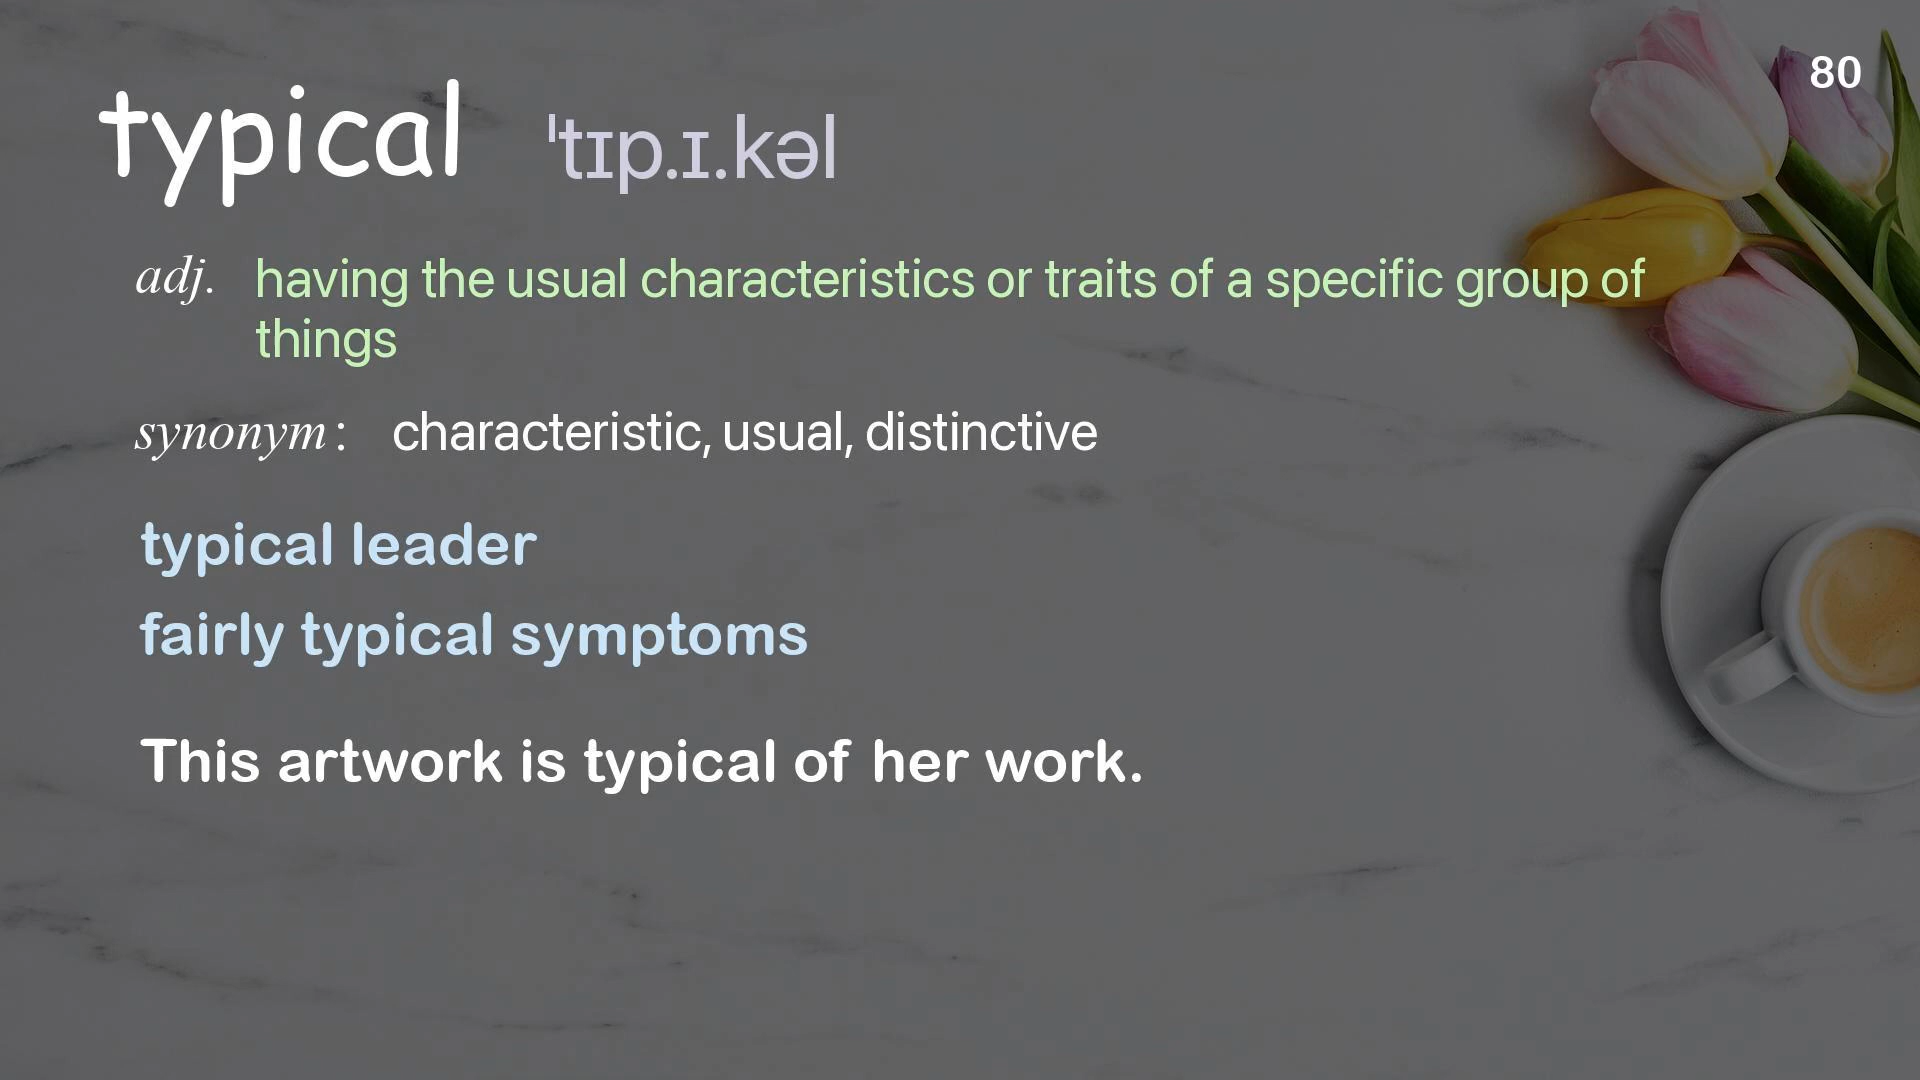 80
typical ˈtɪp.ɪ.kəl
adj. having the usual characteristics or traits of a specific group of
things
synonym : characteristic, usual, distinctive
typical leader
fairly typical symptoms
This artwork is typical of her work.